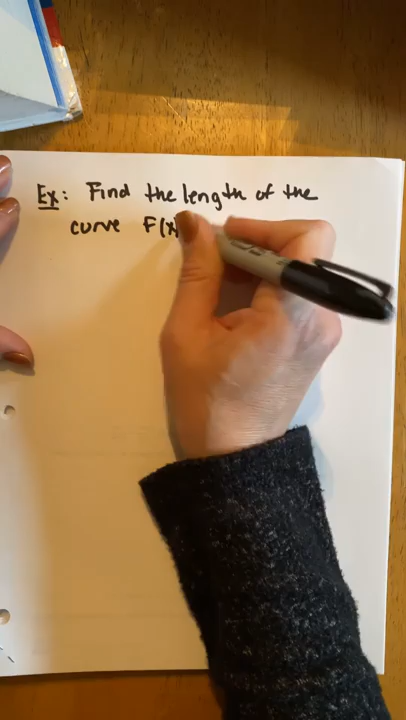 Ex: Find the length of the
curve F(x)